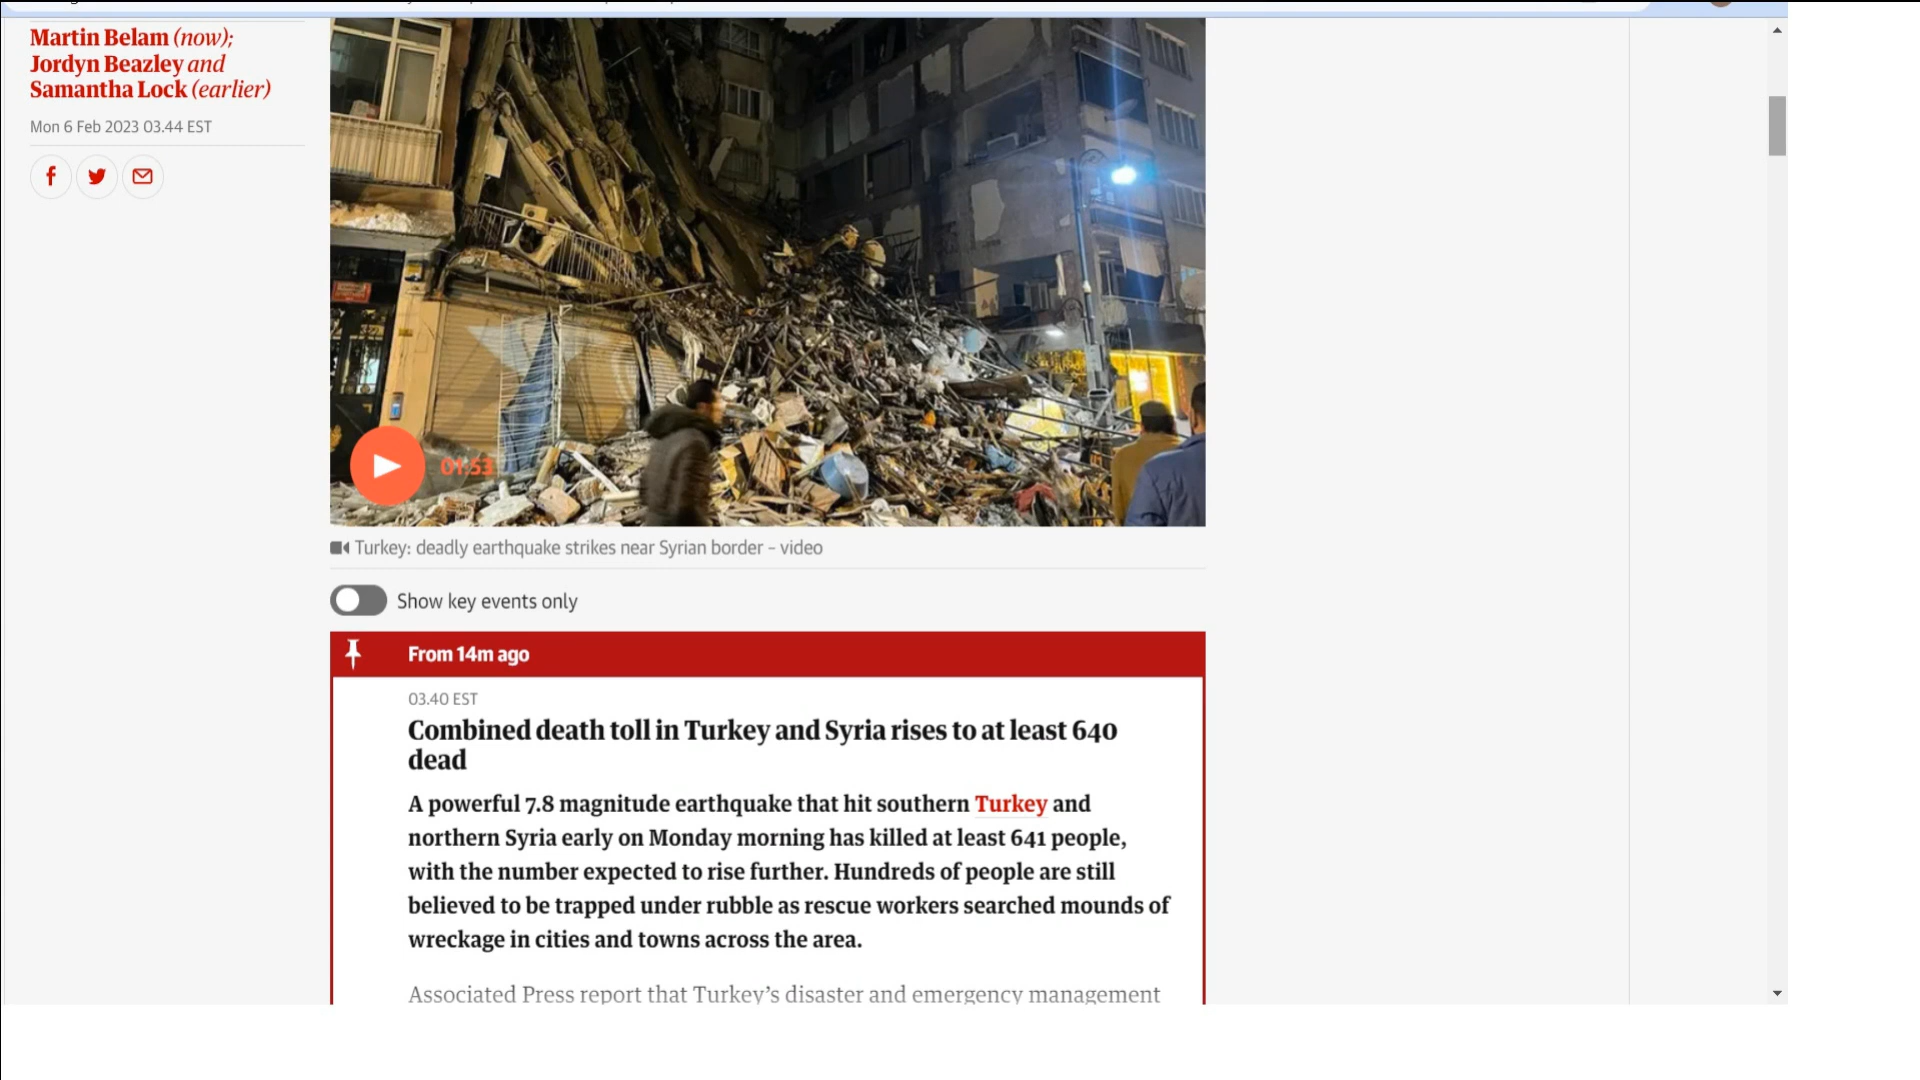 Martin Belam (now);
Jordyn Beazley and
Samantha Lock (earlier)
Mon 6 Feb 2023 03.44 EST
01:53
Turkey: deadly earthquake strikes near Syrian border – video
Show key events only
From 14m ago
03.40 EST
Combined death toll in Turkey and Syria rises to at least 640
dead
A powerful 7.8 magnitude earthquake that hit southern Turkey and
northern Syria early on Monday morning has killed at least 641 people,
with the number expected to rise further. Hundreds of people are still
believed to be trapped under rubble as rescue workers searched mounds of
wreckage in cities and towns across the area.
Associated Press report that Turkey’s disaster and emergency management